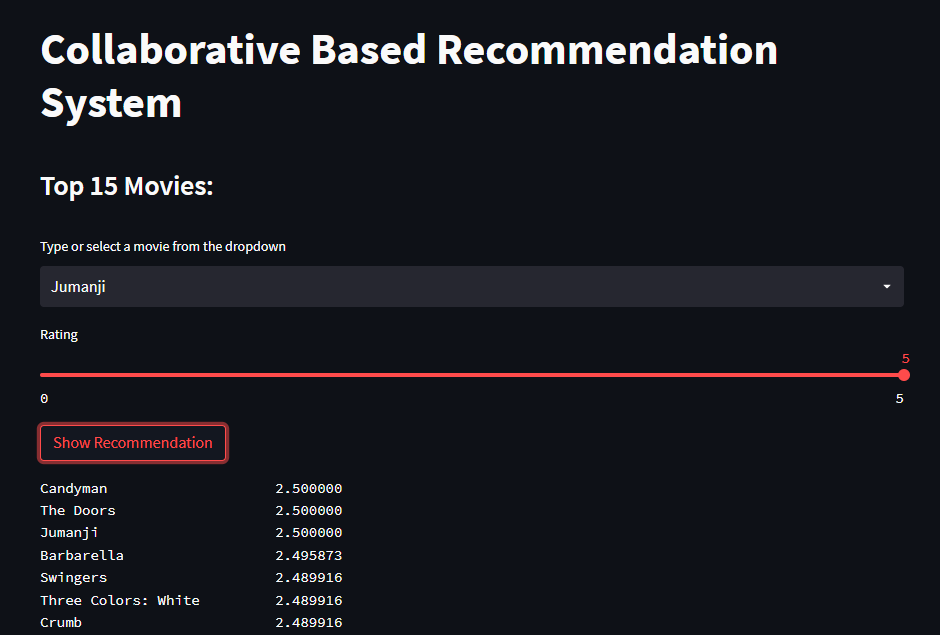 Collaborative Based Recommendation
System
Top 15 Movies:
Type or select a movie from the dropdown
Jumanji
Rating
5
0 5
Show Recommendation
Candyman 2.500000
The Doors 2.500000
Jumanji 2.500000
Barbarella 2.495873
Swingers 2.489916
Three Colors: White 2.489916
Crumb 2.489916